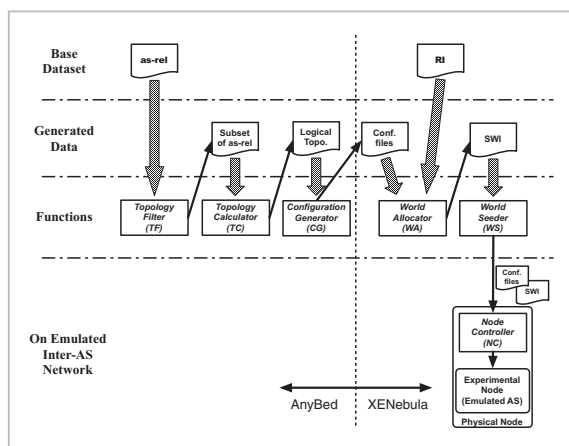 Base
Dataset
as-rel
RI
Generated
Data
Subset
of as-rel
Logical
Topo.
Conf.
files
SWI
Functions
Topology
Filter
(TF)
Topology
Calculator
(TC)
Configuration
Generator
(CG)
World
Allocator
(WA)
World
Seeder
(WS)
On Emulated
Inter-AS
Network
Conf.
files
SWI
Node
Controller
(NC)
Experimental
Node
(Emulated AS)
Physical Node
AnyBed
XENebula